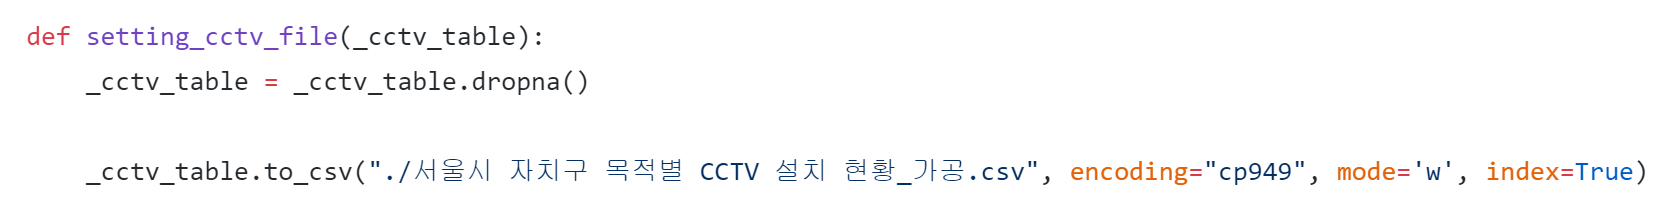 def setting_cctv_file(_cctv_table):
    _cctv_table = _cctv_table.dropna()
    _cctv_table.to_csv("./서울시 자치구 목적별 CCTV 설치 현황_가공.csv", encoding="cp949", mode='w', index=True)